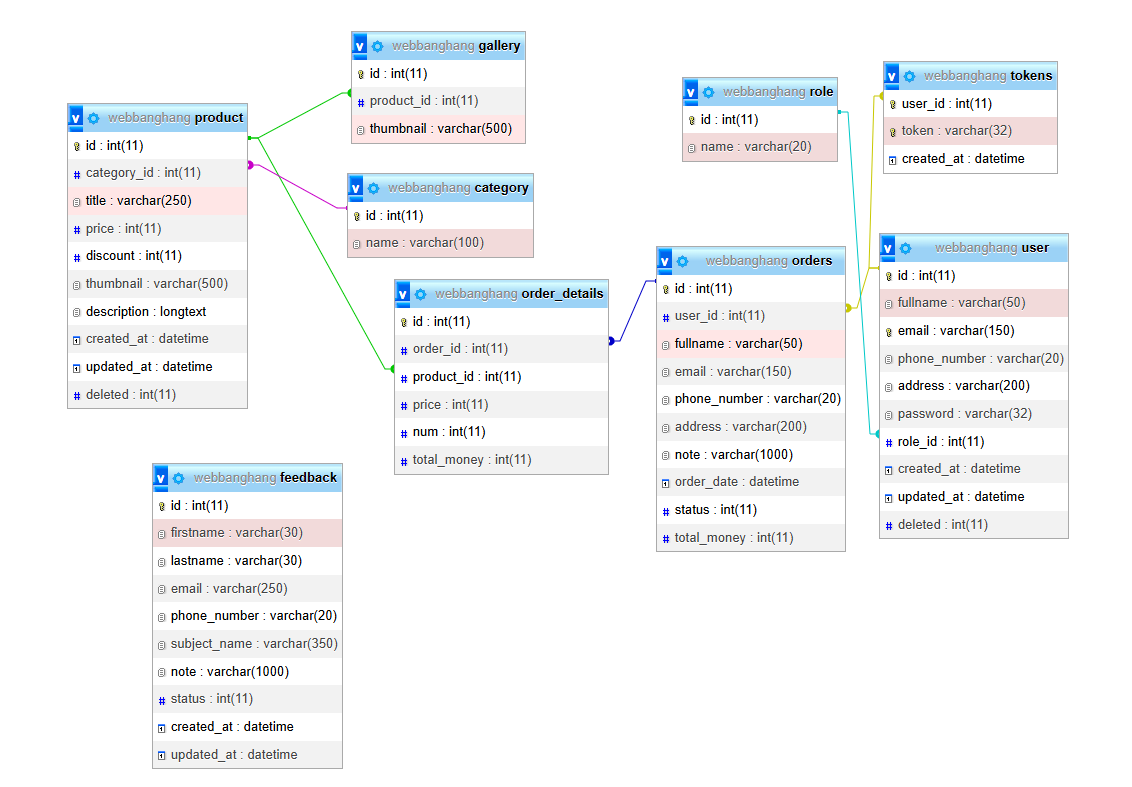 webbanghang gallery
id : int(11)
product_id : int(11)
thumbnail : varchar(500)
webbanghang product
id : int(11)
category_id : int(11)
title : varchar(250)
price : int(11)
discount : int(11)
thumbnail : varchar(500)
description : longtext
created_at : datetime
updated_at : datetime
deleted : int(11)
webbanghang category
id : int(11)
name : varchar(100)
webbanghang order_details
id : int(11)
order_id : int(11)
product_id : int(11)
price : int(11)
num : int(11)
total_money : int(11)
webbanghang feedback
id : int(11)
firstname : varchar(30)
lastname : varchar(30)
email : varchar(250)
phone_number : varchar(20)
subject_name : varchar(350)
note : varchar(1000)
status : int(11)
created_at : datetime
updated_at : datetime
webbanghang role
id : int(11)
name : varchar(20)
webbanghang tokens
user_id : int(11)
token : varchar(32)
created_at : datetime
webbanghang orders
id : int(11)
user_id : int(11)
fullname : varchar(50)
email : varchar(150)
phone_number : varchar(20)
address : varchar(200)
note : varchar(1000)
order_date : datetime
status : int(11)
total_money : int(11)
webbanghang user
id : int(11)
fullname : varchar(50)
email : varchar(150)
phone_number : varchar(20)
address : varchar(200)
password : varchar(32)
role_id : int(11)
created_at : datetime
updated_at : datetime
deleted : int(11)